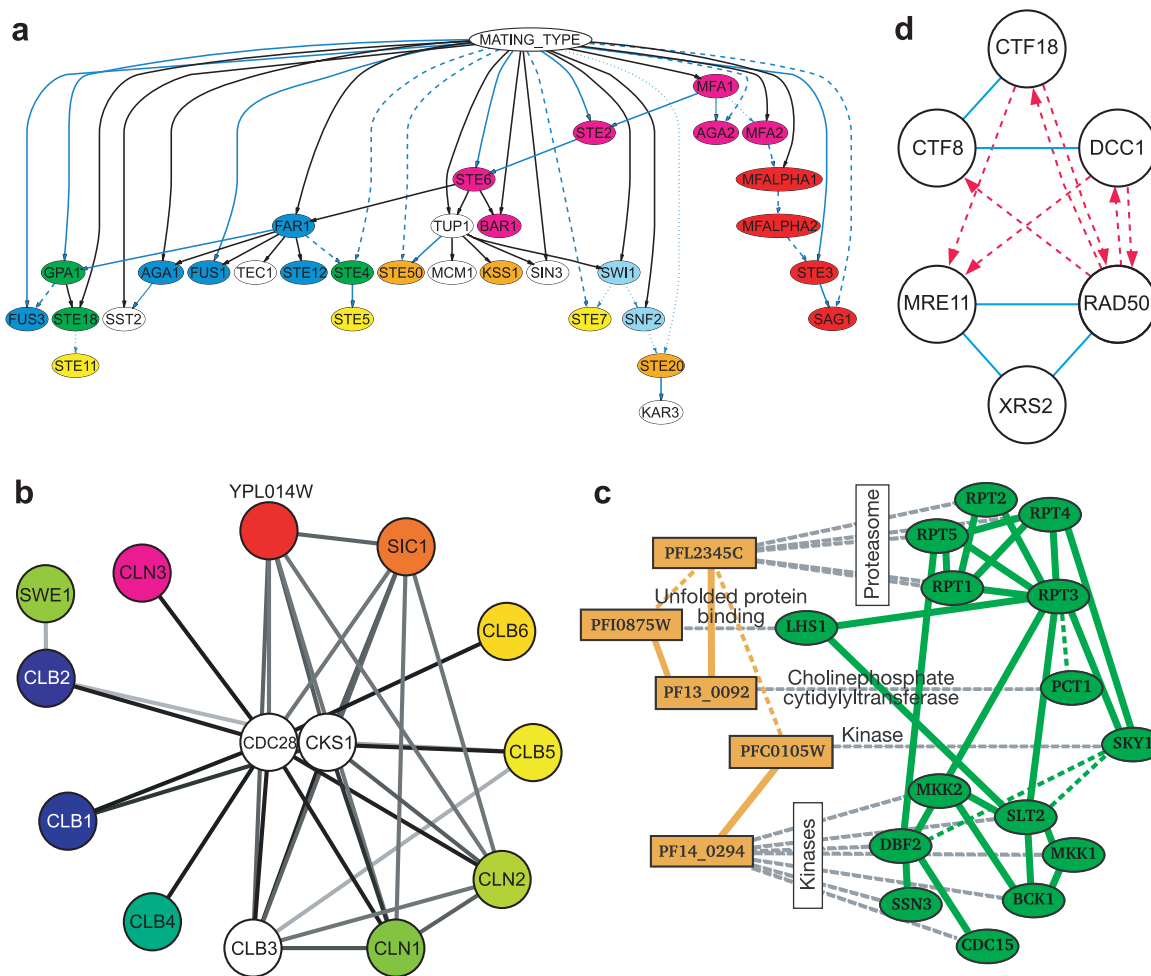 a
MATING_TYPE
MFA1
STE2
AGA2
MFA2
STE6
MFALPHA1
FAR1
TUP1
BAR1
MFALPHA2
GPA1
AGA1
FUS1
TEC1
STE12
STE4
STE50
MCM1
KSS1
SIN3
SWI1
STE3
FUS3
STE18
SST2
STE5
STE7
SNF2
SAG1
STE11
STE20
KAR3
d
CTF18
CTF8
DCC1
MRE11
RAD50
XRS2
b
YPL014W
SIC1
CLN3
SWE1
CLB6
CLB2
CDC28
CKS1
CLB5
CLB1
CLN2
CLB4
CLB3
CLN1
c
Proteasome
RPT2
RPT4
RPT5
PFL2345C
RPT1
RPT3
Unfolded protein
binding
PFI0875W
LHS1
PF13_0092
Cholinephosphate
cytidylyltransferase
PCT1
Kinase
PFC0105W
SKY1
MKK2
SLT2
PF14_0294
Kinases
DBF2
MKK1
SSN3
BCK1
CDC15